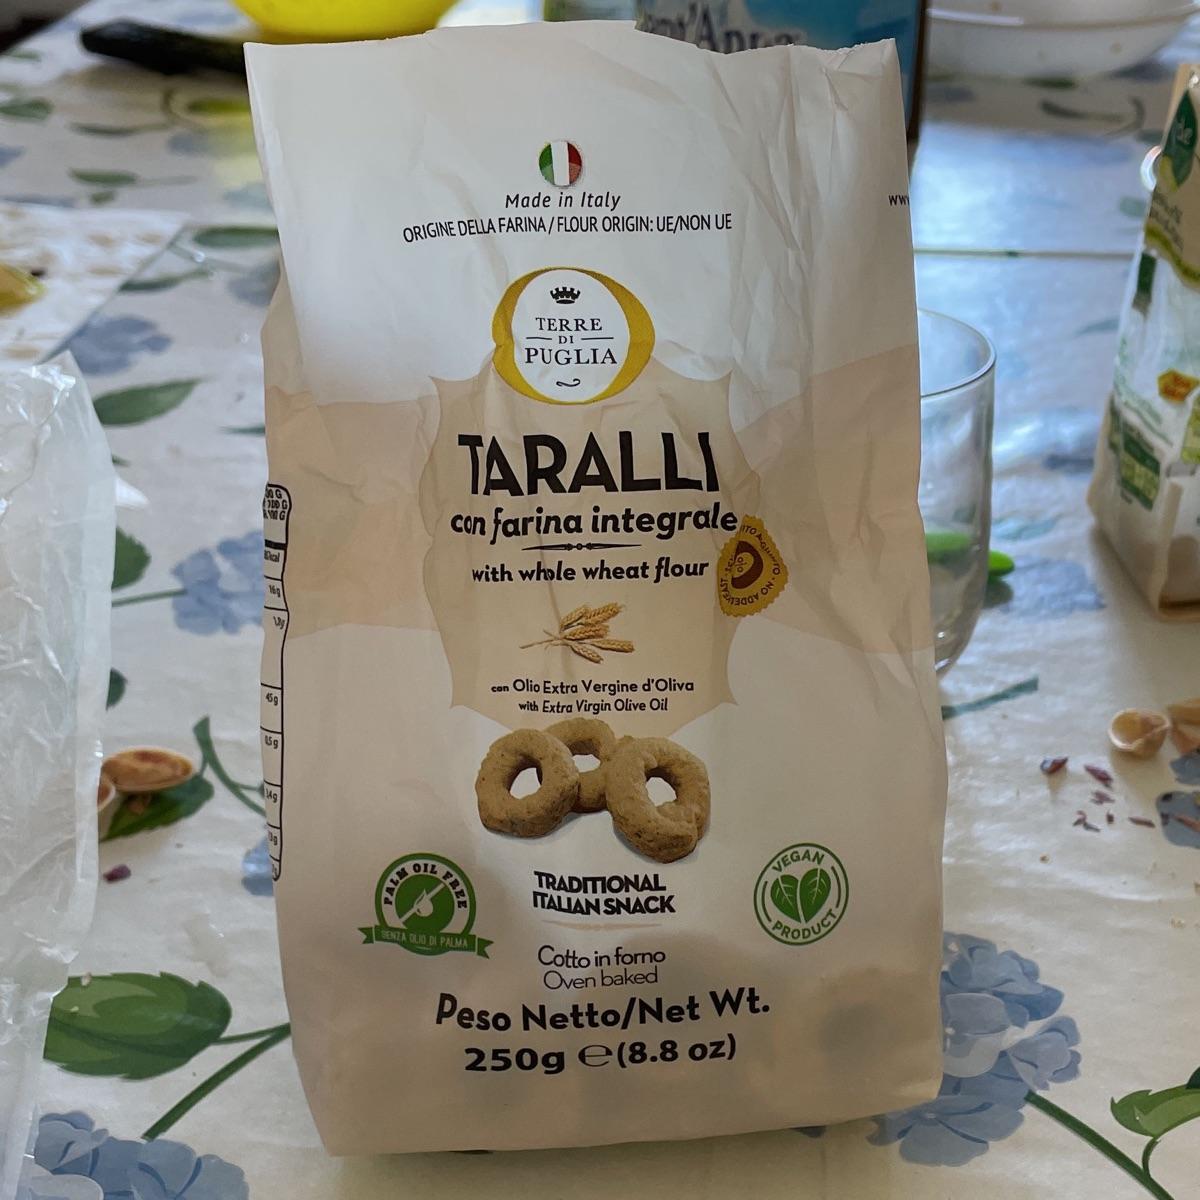 Made in Italy
ORIGINE DELLA FARINA / FLOUR ORIGIN: UE/NON UE
TERRE
DI
PUGLIA
TARALLI
con farina integrale
with whole wheat flour
con Olio Extra Vergine d'Oliva
with Extra Virgin Olive Oil
PALM OIL FREE
SENZA OLIO DI PALMA
TRADITIONAL
ITALIAN SNACK
VEGAN
PRODUCT
Cotto in forno
Oven baked
Peso Netto/Net Wt.
250g ℮ (8.8 oz)